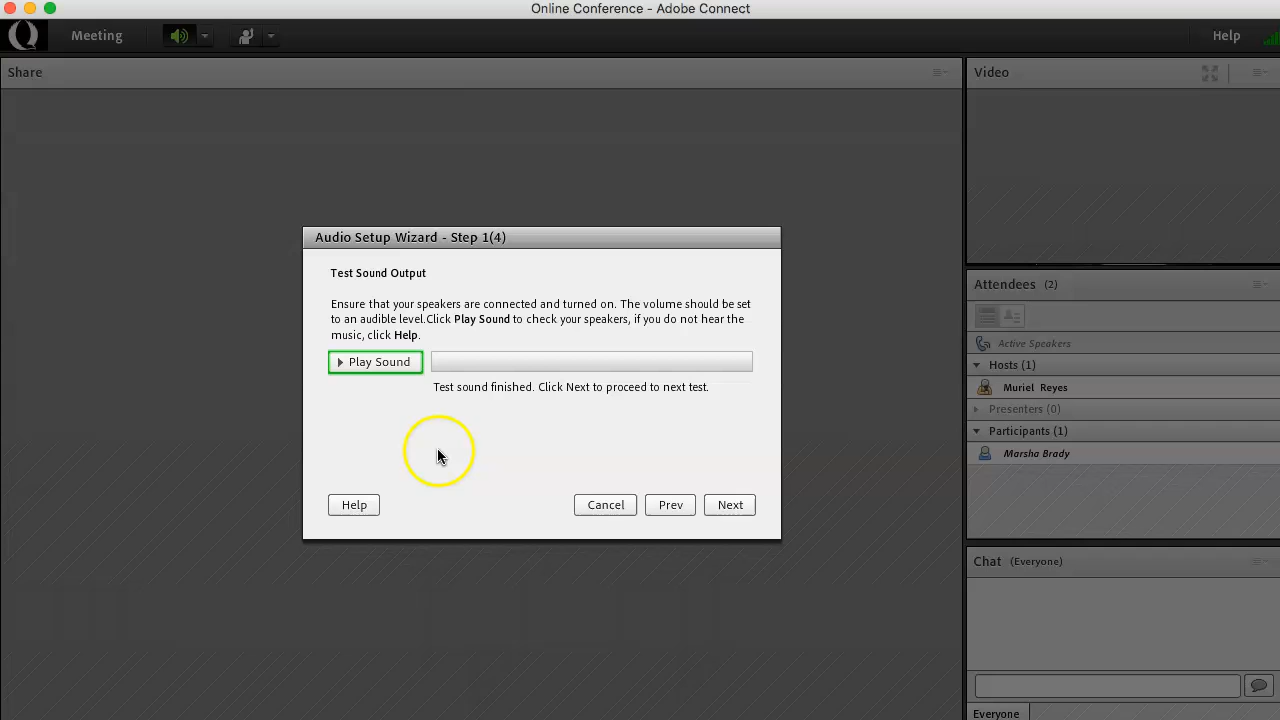 Online Conference - Adobe Connect
Meeting
Help
Share
Video
Audio Setup Wizard - Step 1(4)
Test Sound Output
Ensure that your speakers are connected and turned on. The volume should be set
to an audible level.Click Play Sound to check your speakers, if you do not hear the
music, click Help.
Play Sound
Test sound finished. Click Next to proceed to next test.
Help
Cancel
Prev
Next
Attendees (2)
Active Speakers
Hosts (1)
Muriel Reyes
Presenters (0)
Participants (1)
Marsha Brady
Chat (Everyone)
Everyone